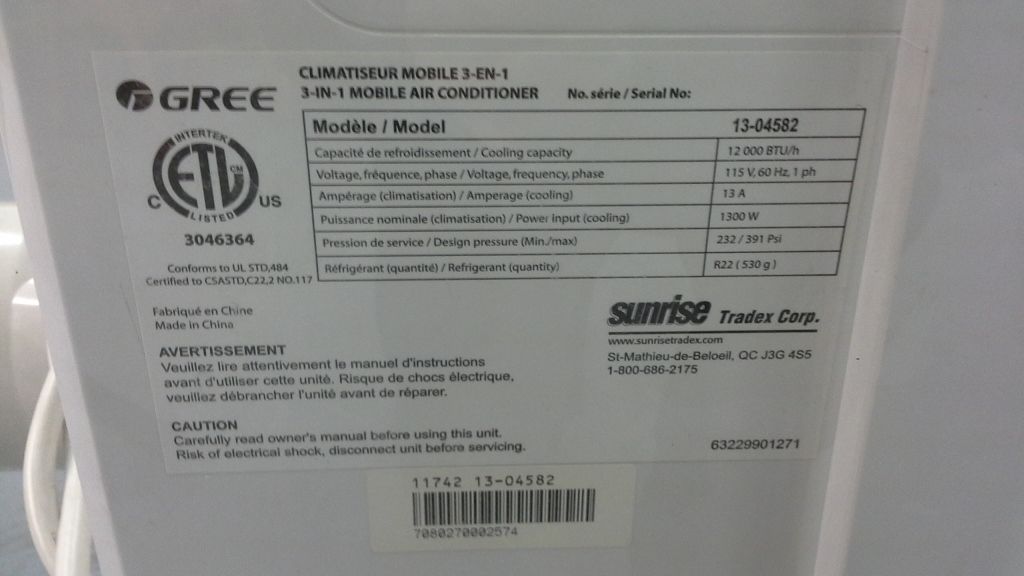 GREE
CLIMATISEUR MOBILE 3-EN-1
3-IN-1 MOBILE AIR CONDITIONER No. série / Serial No:
INTERTEK
ETL CM
C US
LISTED
3046364
Conforms to UL STD,484
Certified to CSASTD,C22,2 NO.117
Modèle / Model 13-04582
Capacité de refroidissement / Cooling capacity 12 000 BTU/h
Voltage, fréquence, phase / Voltage, frequency, phase 115 V, 60 Hz, 1 ph
Ampérage (climatisation) / Amperage (cooling) 13 A
Puissance nominale (climatisation) / Power input (cooling) 1300 W
Pression de service / Design pressure (Min./max) 232 / 391 Psi
Réfrigérant (quantité) / Refrigerant (quantity) R22 ( 530 g )
Fabriqué en Chine
Made in China
sunrise Tradex Corp.
www.sunrisetradex.com
St-Mathieu-de-Beloeil, QC J3G 4S5
1-800-686-2175
AVERTISSEMENT
Veuillez lire attentivement le manuel d'instructions
avant d'utiliser cette unité. Risque de chocs électrique,
veuillez débrancher l'unité avant de réparer.
CAUTION
Carefully read owner's manual before using this unit.
Risk of electrical shock, disconnect unit before servicing.
63229901271
11742 13-04582
7080270002574